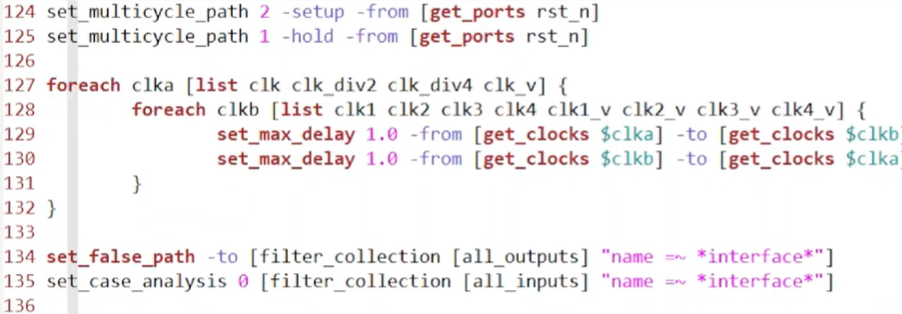 124 set_multicycle_path 2 -setup -from [get_ports rst_n]
125 set_multicycle_path 1 -hold -from [get_ports rst_n]
126
127 foreach clka [list clk clk_div2 clk_div4 clk_v] {
128 foreach clkb [list clk1 clk2 clk3 clk4 clk1_v clk2_v clk3_v clk4_v] {
129 set_max_delay 1.0 -from [get_clocks $clka] -to [get_clocks $clkb
130 set_max_delay 1.0 -from [get_clocks $clkb] -to [get_clocks $clka
131 }
132 }
133
134 set_false_path -to [filter_collection [all_outputs] "name =~ *interface*"]
135 set_case_analysis 0 [filter_collection [all_inputs] "name =~ *interface*"]
136